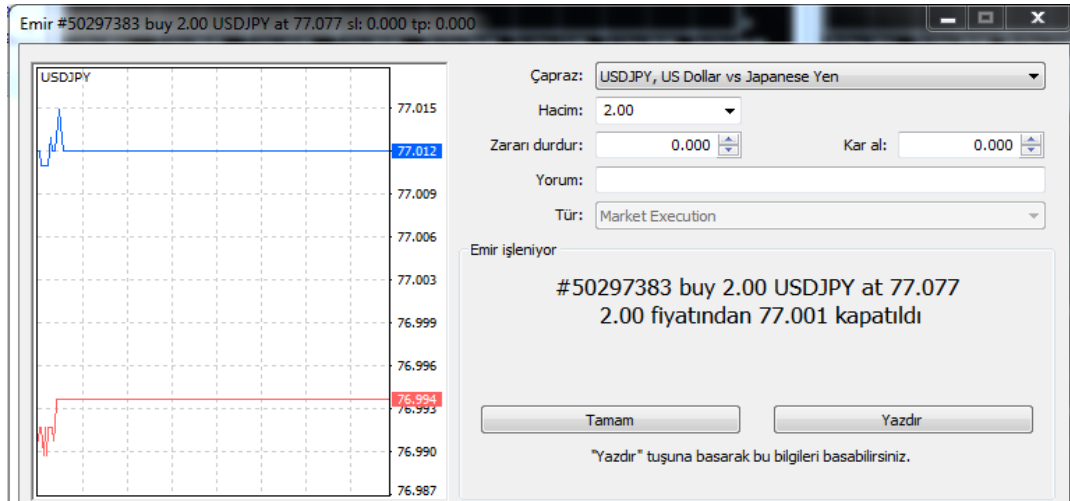 Emir #50297383 buy 2.00 USDJPY at 77.077 sl: 0.000 tp: 0.000
USDJPY
77.015
77.012
77.009
77.006
77.003
76.999
76.996
76.994
76.993
76.990
76.987
Çapraz: USDJPY, US Dollar vs Japanese Yen
Hacim: 2.00
Zararı durdur: 0.000 Kar al: 0.000
Yorum:
Tür: Market Execution
Emir işleniyor
#50297383 buy 2.00 USDJPY at 77.077
2.00 fiyatından 77.001 kapatıldı
Tamam Yazdır
"Yazdır" tuşuna basarak bu bilgileri basabilirsiniz.